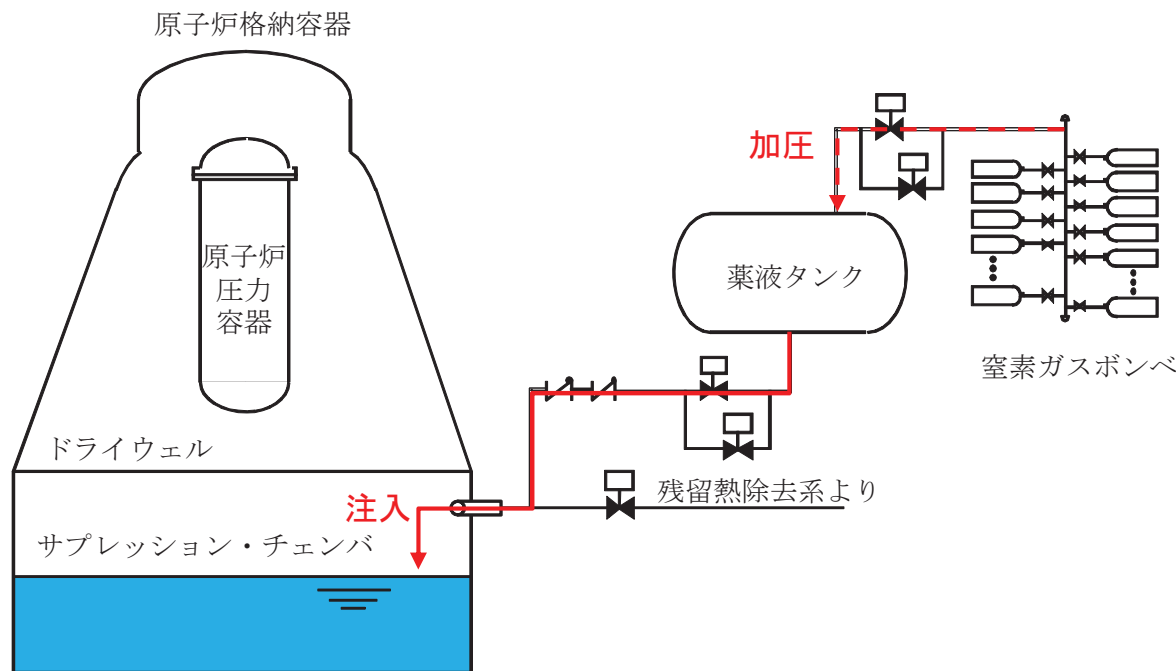 原子炉格納容器
加圧
原子炉
圧力
容器
薬液タンク
窒素ガスボンベ
ドライウェル
残留熱除去系より
注入
サプレッション・チェンバ